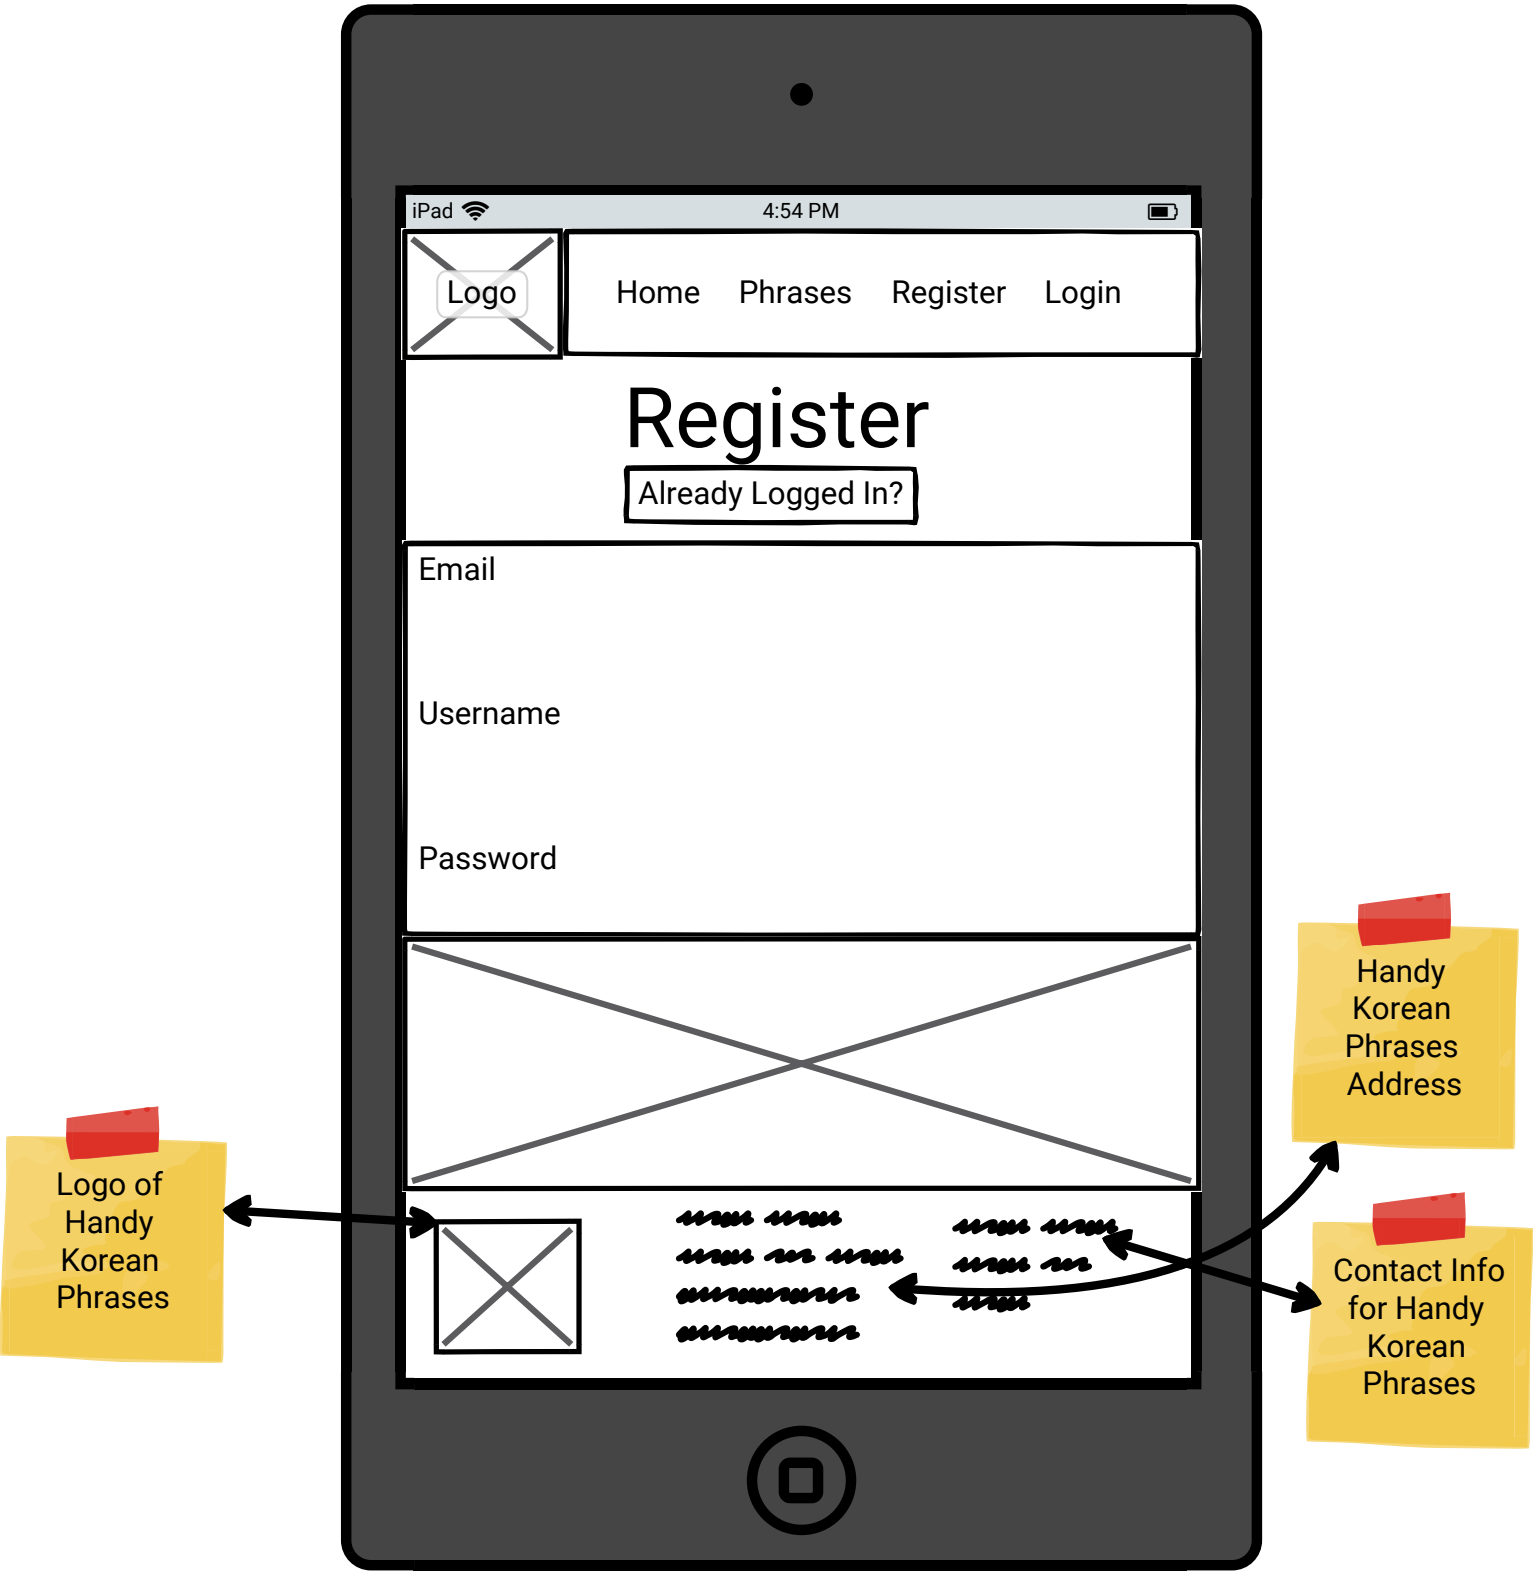 iPad
4:54 PM
Logo
Home Phrases Register Login
Register
Already Logged In?
Email
Username
Password
Handy
Korean
Phrases
Address
Logo of
Handy
Korean
Phrases
Contact Info
for Handy
Korean
Phrases